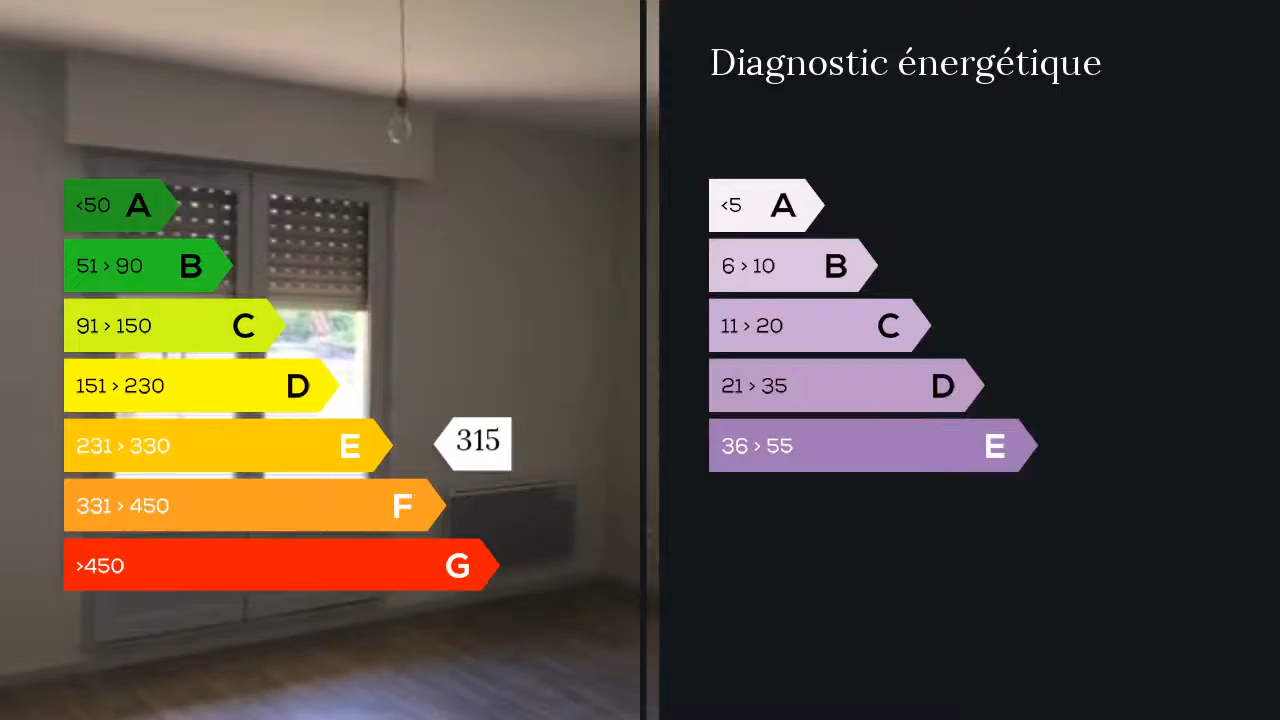 Diagnostic énergétique
<50 A
51 > 90 B
91 > 150 C
151 > 230 D
231 > 330 E
315
331 > 450 F
>450 G
<5 A
6 > 10 B
11 > 20 C
21 > 35 D
36 > 55 E